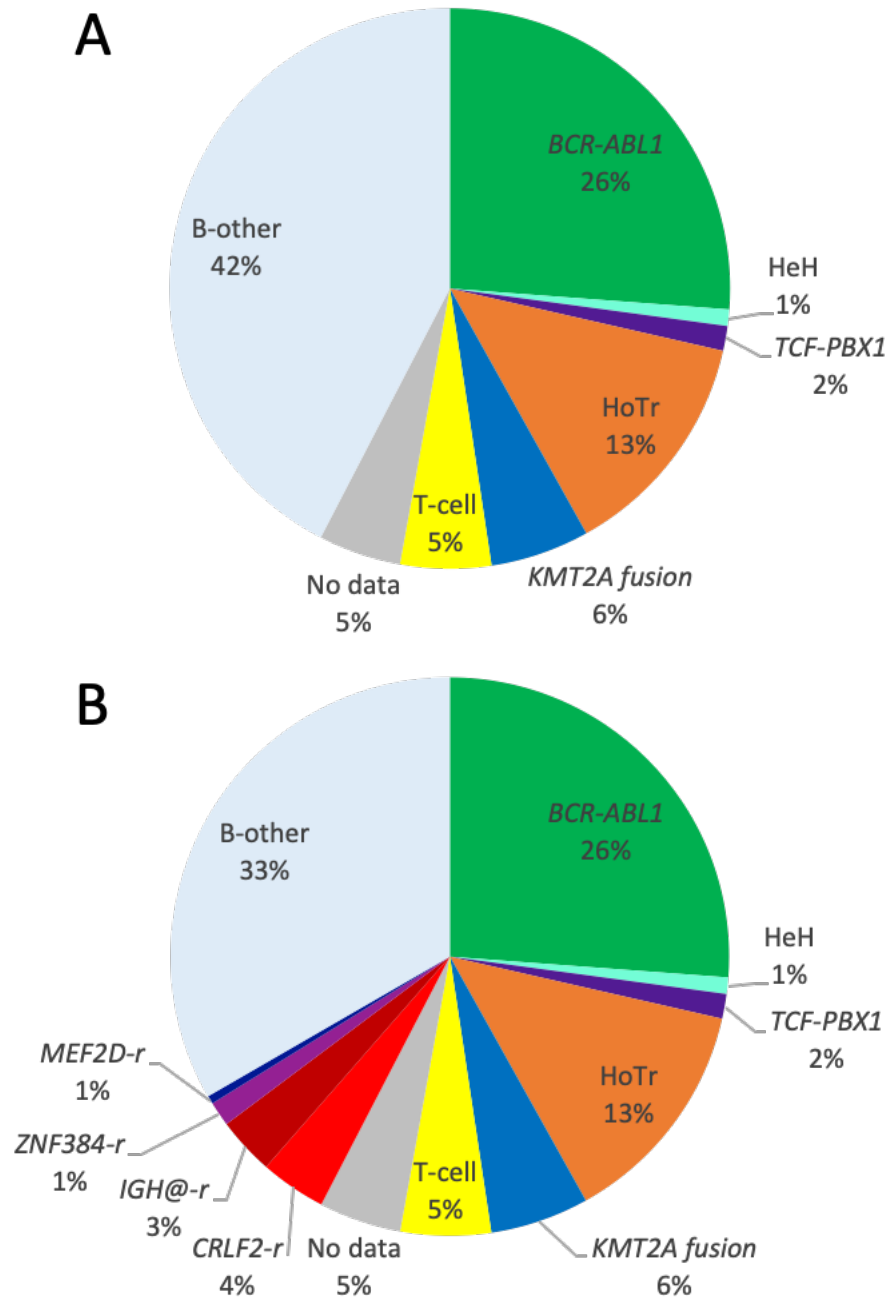 A
BCR-ABL1
26%
B-other
42%
HeH
1%
TCF-PBX1
2%
HoTr
13%
T-cell
5%
No data
5%
KMT2A fusion
6%
B
BCR-ABL1
26%
B-other
33%
HeH
1%
TCF-PBX1
2%
MEF2D-r
1%
HoTr
13%
ZNF384-r
1%
IGH@-r
3%
T-cell
5%
CRLF2-r
4%
No data
5%
KMT2A fusion
6%